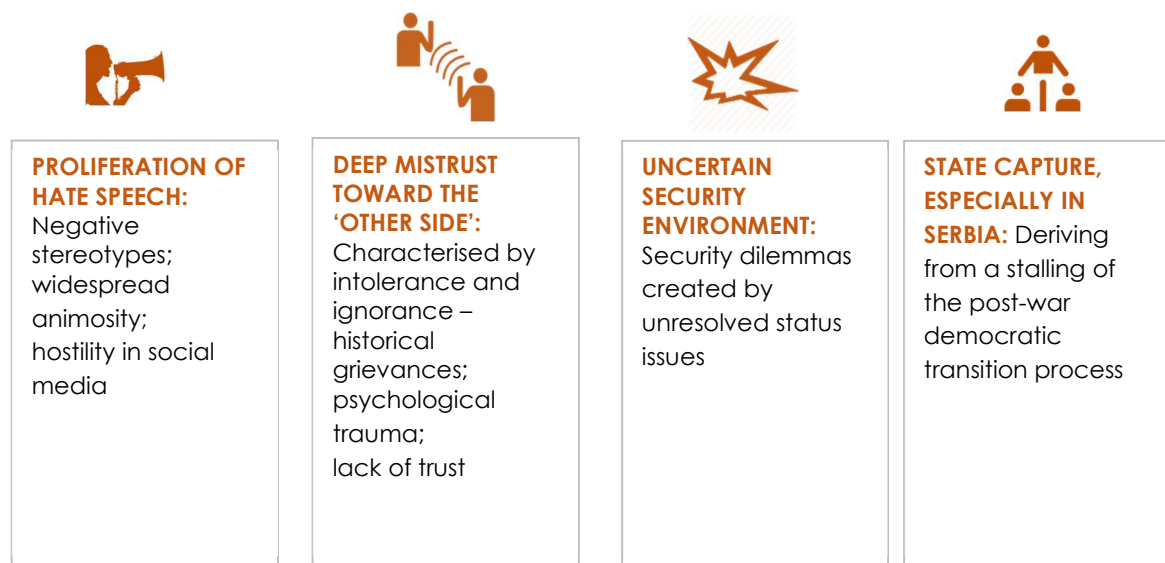 PROLIFERATION OF
HATE SPEECH:
Negative
stereotypes;
widespread
animosity;
hostility in social
media
DEEP MISTRUST
TOWARD THE
‘OTHER SIDE’:
Characterised by
intolerance and
ignorance –
historical
grievances;
psychological
trauma;
lack of trust
UNCERTAIN
SECURITY
ENVIRONMENT:
Security dilemmas
created by
unresolved status
issues
STATE CAPTURE,
ESPECIALLY IN
SERBIA: Deriving
from a stalling of
the post-war
democratic
transition process